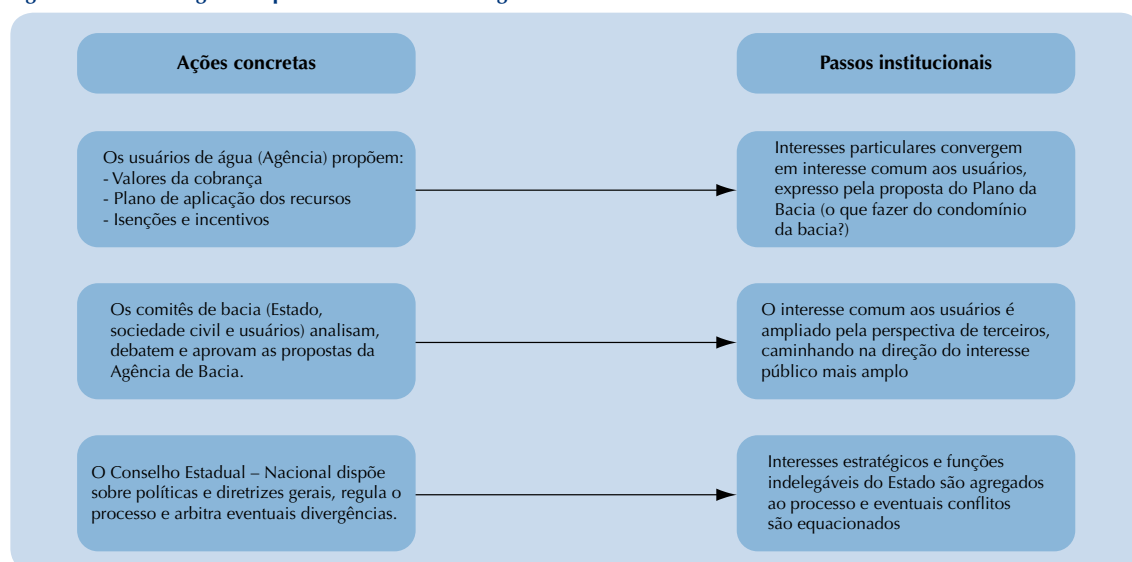 Ações concretas
Passos institucionais
Os usuários de água (Agência) propõem:
- Valores da cobrança
- Plano de aplicação dos recursos
- Isenções e incentivos
Interesses particulares convergem
em interesse comum aos usuários,
expresso pela proposta do Plano da
Bacia (o que fazer do condomínio
da bacia?)
Os comitês de bacia (Estado,
sociedade civil e usuários) analisam,
debatem e aprovam as propostas da
Agência de Bacia.
O interesse comum aos usuários é
ampliado pela perspectiva de terceiros,
caminhando na direção do interesse
público mais amplo
O Conselho Estadual – Nacional dispõe
sobre políticas e diretrizes gerais, regula o
processo e arbitra eventuais divergências.
Interesses estratégicos e funções
indelegáveis do Estado são agregados
ao processo e eventuais conflitos
são equacionados